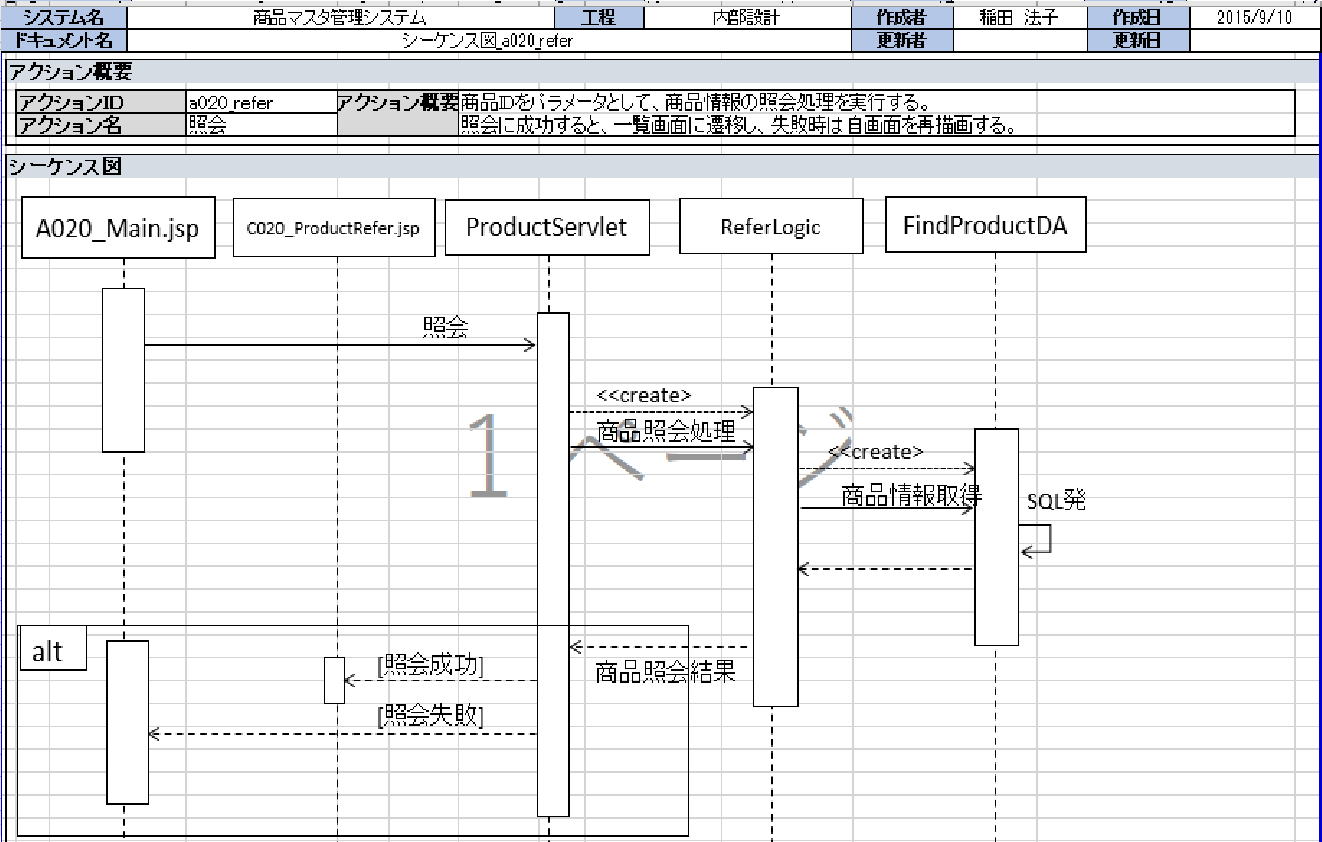 システム名 商品マスタ管理システム 工程 内部設計 作成者 稲田 法子 作成日 2015/9/10
ドキュメント名 シーケンス図_a020_refer 更新者 更新日
アクション概要
アクションID a020_refer アクション概要 商品IDをパラメータとして、商品情報の照会処理を実行する。
アクション名 照会 照会に成功すると、一覧画面に遷移し、失敗時は自画面を再描画する。
シーケンス図
A020_Main.jsp C020_ProductRefer.jsp ProductServlet ReferLogic FindProductDA
照会
<<create>>
商品照会処理
1 ページ
<<create>>
商品情報取得 SQL発
alt
[照会成功] 商品照会結果
[照会失敗]